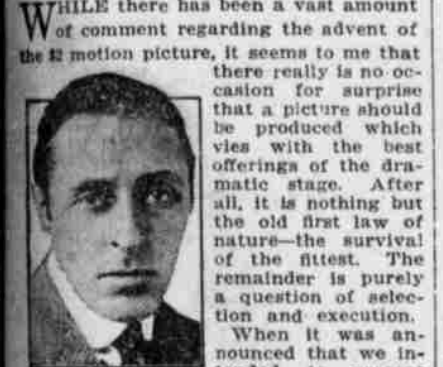 WHILE there has been a vast amount
of comment regarding the advent of
the $2 motion picture, it seems to me that
there really is no oc-
casion for surprise
that a picture should
be produced which
vies with the best
offerings of the dra-
matic stage. After
all, it is nothing but
the old first law of
nature—the survival
of the fittest. The
remainder is purely
a question of selec-
tion and execution.
When it was an-
nounced that we in-